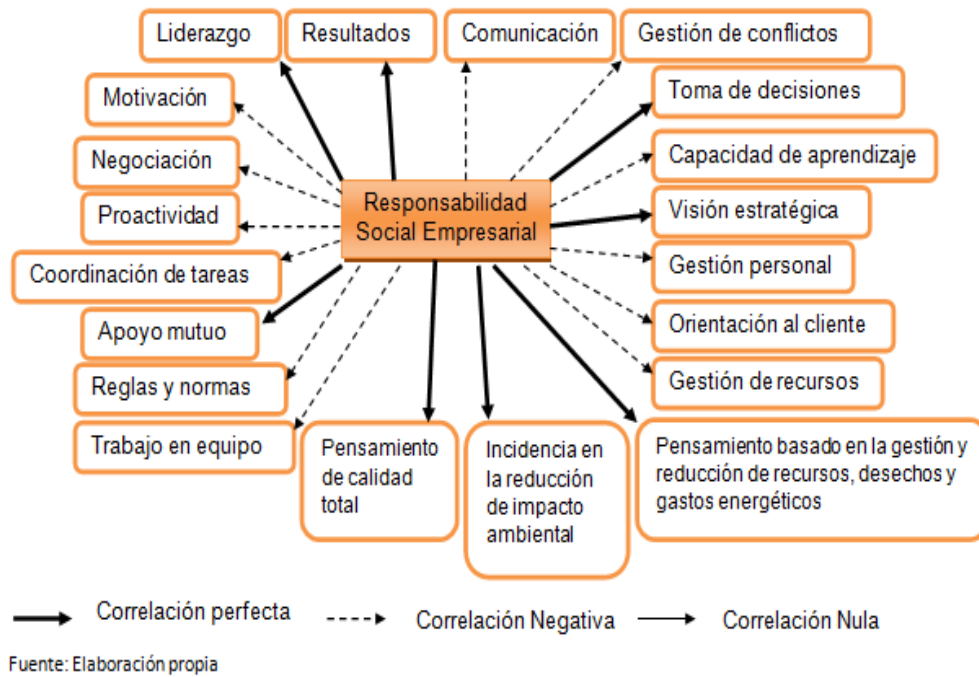 Liderazgo
Resultados
Comunicación
Gestión de conflictos
Motivación
Toma de decisiones
Negociación
Capacidad de aprendizaje
Proactividad
Responsabilidad
Social Empresarial
Visión estratégica
Coordinación de tareas
Gestión personal
Apoyo mutuo
Orientación al cliente
Reglas y normas
Gestión de recursos
Trabajo en equipo
Pensamiento
de calidad
total
Incidencia en
la reducción
de impacto
ambiental
Pensamiento basado en la gestión y
reducción de recursos, desechos y
gastos energéticos
Correlación perfecta
Correlación Negativa
Correlación Nula
Fuente: Elaboración propia